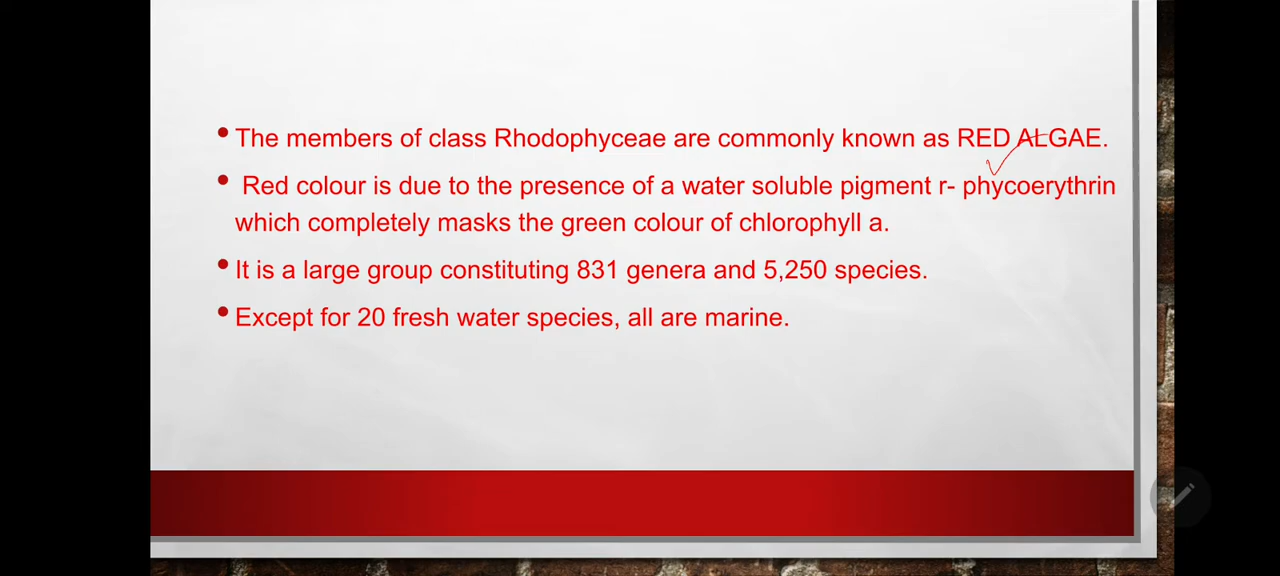 • The members of class Rhodophyceae are commonly known as RED ALGAE.
• Red colour is due to the presence of a water soluble pigment r- phycoerythrin
which completely masks the green colour of chlorophyll a.
• It is a large group constituting 831 genera and 5,250 species.
• Except for 20 fresh water species, all are marine.